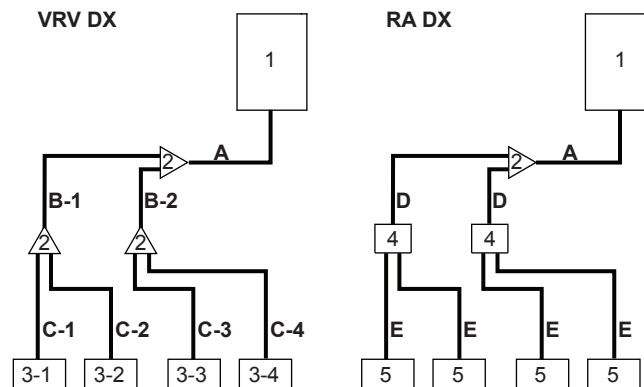 VRV DX RA DX
1 1
2 A 2 A
B-1 B-2 D D
2 2 4 4
C-1 C-2 C-3 C-4 E E E E
3-1 3-2 3-3 3-4 5 5 5 5